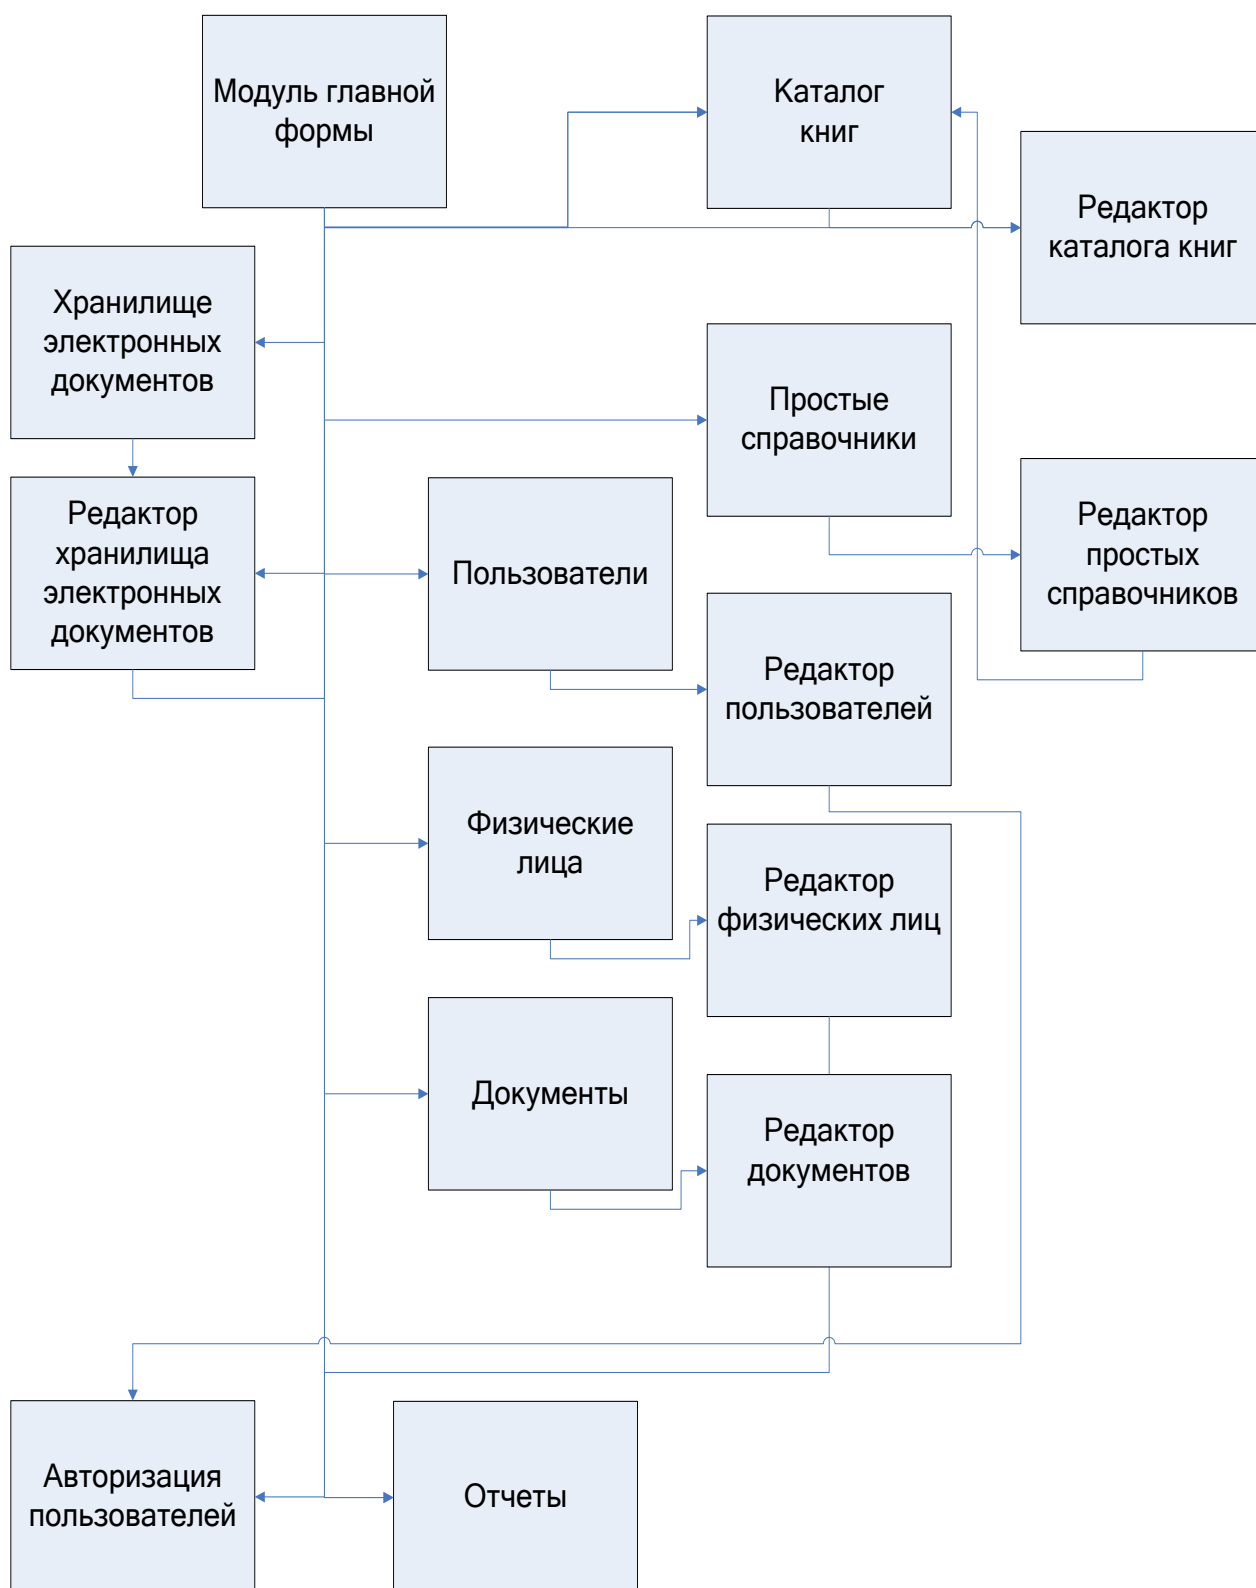 Модуль главной
формы
Каталог
книг
Редактор
каталога книг
Хранилище
электронных
документов
Простые
справочники
Редактор
хранилища
электронных
документов
Пользователи
Редактор
простых
справочников
Редактор
пользователей
Физические
лица
Редактор
физических лиц
Документы
Редактор
документов
Авторизация
пользователей
Отчеты